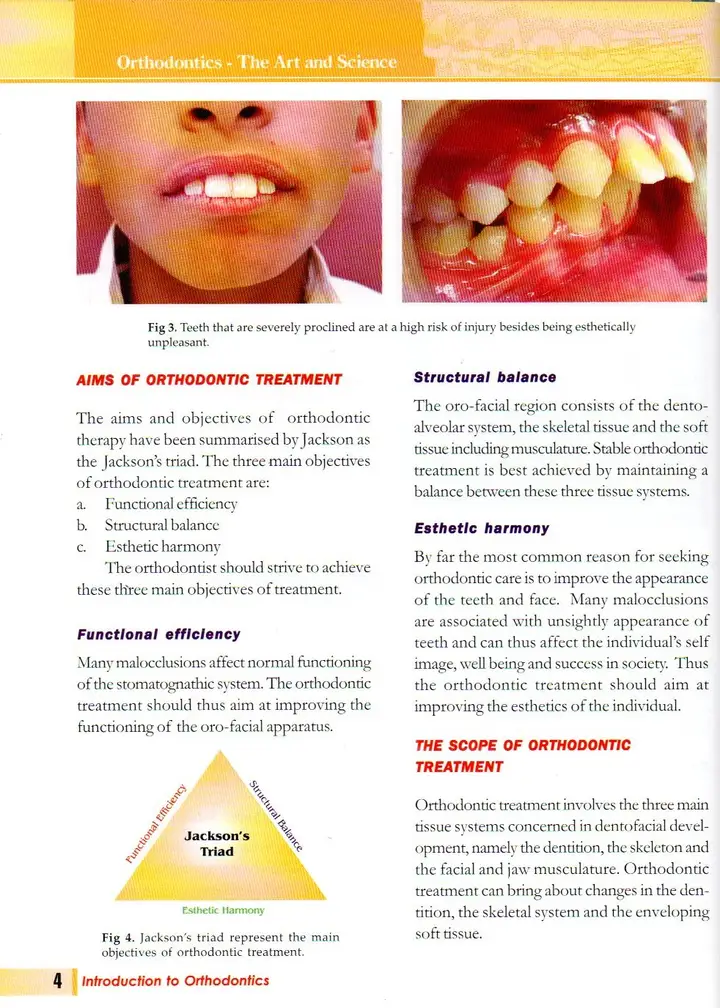 Orthodontics - The Art and Science
Fig 3. Teeth that are severely proclined are at a high risk of injury besides being esthetically
unpleasant.
AIMS OF ORTHODONTIC TREATMENT
The aims and objectives of orthodontic
therapy have been summarised by Jackson as
the Jackson's triad. The three main objectives
of orthodontic treatment are:
a. Functional efficiency
b. Structural balance
c. Esthetic harmony
The orthodontist should strive to achieve
these three main objectives of treatment.
Functional efficiency
Many malocclusions affect normal functioning
of the stomatognathic system. The orthodontic
treatment should thus aim at improving the
functioning of the oro-facial apparatus.
Functional Efficiency
Structural Balance
Jackson's
Triad
Esthetic Harmony
Fig 4. Jackson's triad represent the main
objectives of orthodontic treatment.
Structural balance
The oro-facial region consists of the dento-
alveolar system, the skeletal tissue and the soft
tissue including musculature. Stable orthodontic
treatment is best achieved by maintaining a
balance between these three tissue systems.
Esthetic harmony
By far the most common reason for seeking
orthodontic care is to improve the appearance
of the teeth and face. Many malocclusions
are associated with unsightly appearance of
teeth and can thus affect the individual's self
image, well being and success in society. Thus
the orthodontic treatment should aim at
improving the esthetics of the individual.
THE SCOPE OF ORTHODONTIC
TREATMENT
Orthodontic treatment involves the three main
tissue systems concerned in dentofacial devel-
opment, namely the dentition, the skeleton and
the facial and jaw musculature. Orthodontic
treatment can bring about changes in the den-
tition, the skeletal system and the enveloping
soft tissue.
4 Introduction to Orthodontics